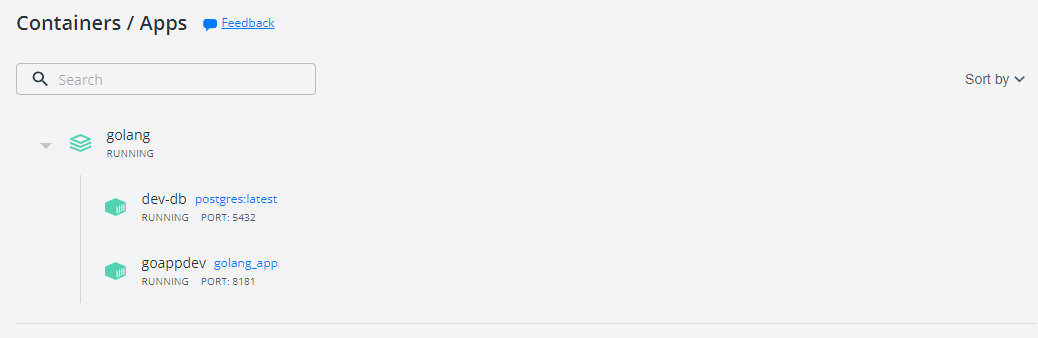 Containers / Apps Feedback
Search
Sort by
golang
RUNNING
dev-db postgres:latest
RUNNING PORT: 5432
goappdev golang_app
RUNNING PORT: 8181